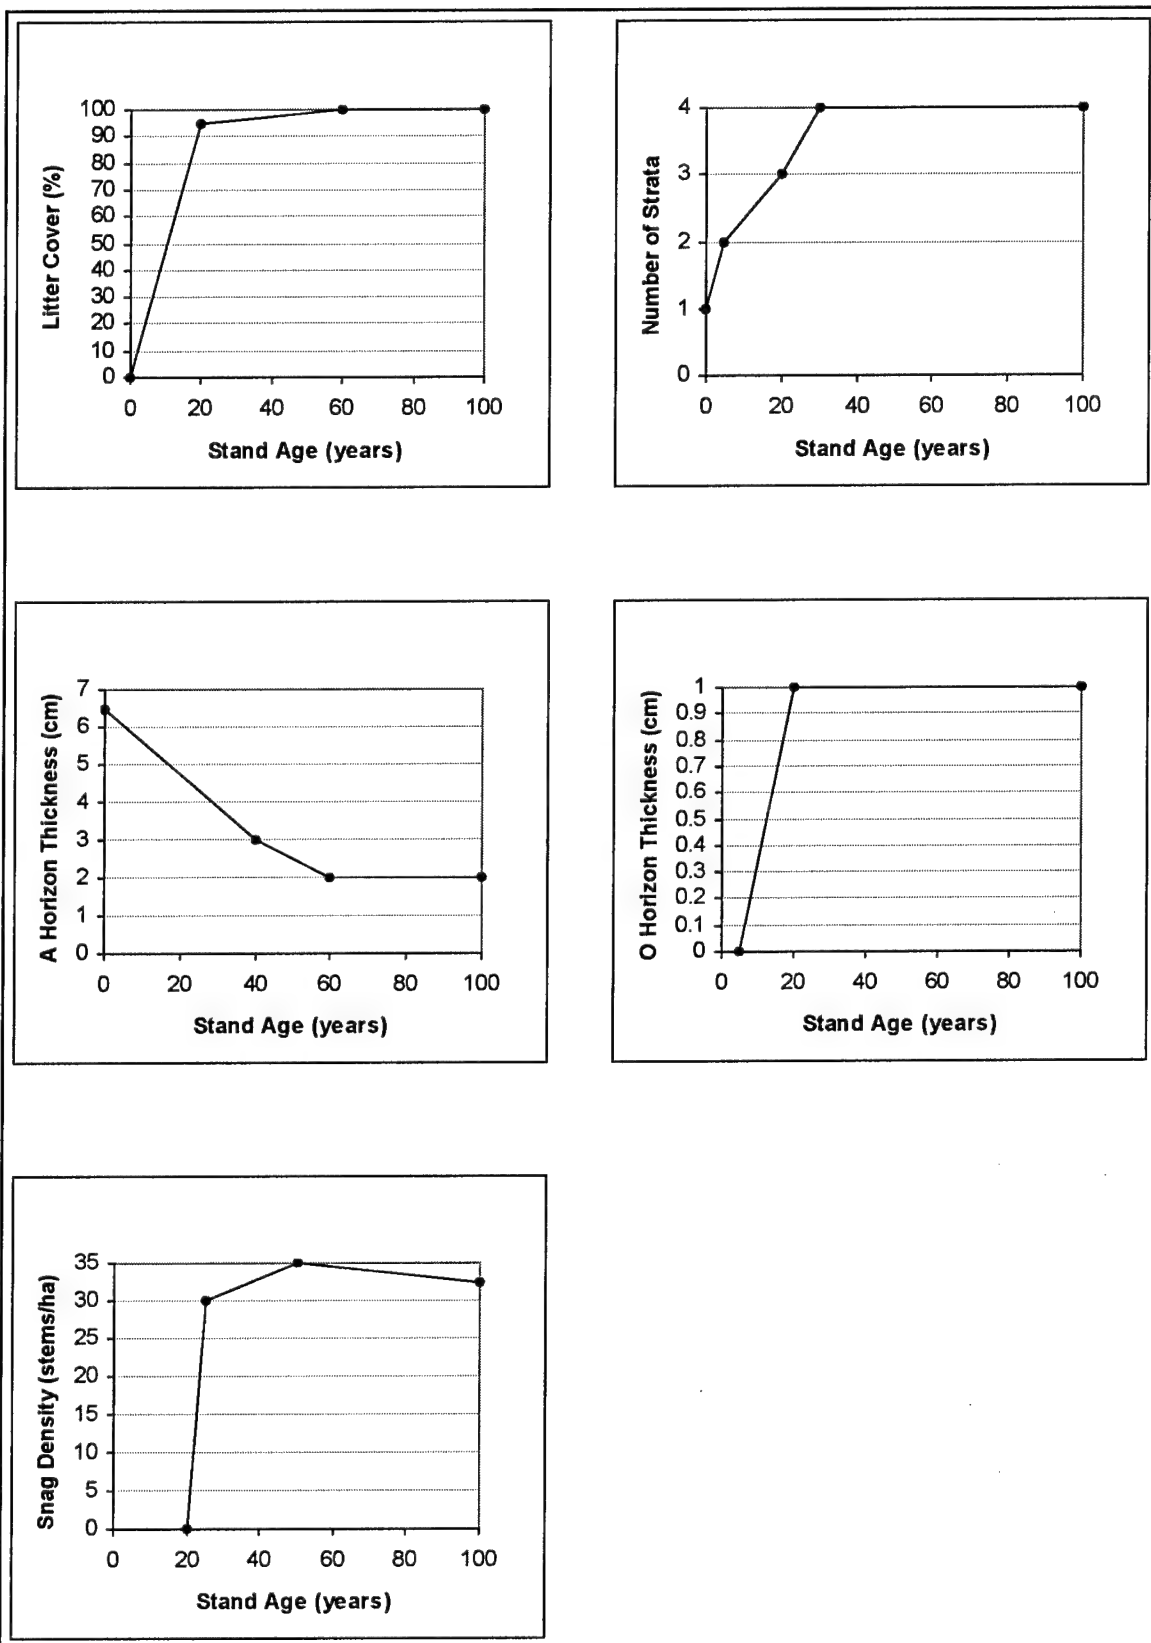 Litter Cover (%)
100
90
80
70
60
50
40
30
20
10
0
0 20 40 60 80 100
Stand Age (years)
Number of Strata
4
3
2
1
0
0 20 40 60 80 100
Stand Age (years)
A Horizon Thickness (cm)
7
6
5
4
3
2
1
0
0 20 40 60 80 100
Stand Age (years)
O Horizon Thickness (cm)
1
0.9
0.8
0.7
0.6
0.5
0.4
0.3
0.2
0.1
0
0 20 40 60 80 100
Stand Age (years)
Snag Density (stems/ha)
35
30
25
20
15
10
5
0
0 20 40 60 80 100
Stand Age (years)